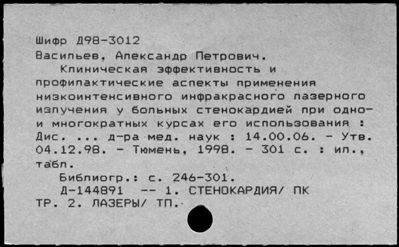 Шифр Д98-3012
Васильев, Александр Петрович.
Клиническая эффективность и
профилактические аспекты применения
низкоинтенсивного инфракрасного лазерного
излучения у больных стенокардией при одно-
и многократных курсах его использования :
Дис. ... д-ра мед. наук : 14.00.06. - Утв.
04.12.98. - Тюмень, 1998. - 301 с. : ил.,
табл.
Библиогр.: с. 246-301.
Д-144891 -- 1. СТЕНОКАРДИЯ/ ПК
ТР. 2. ЛАЗЕРЫ/ ТП.